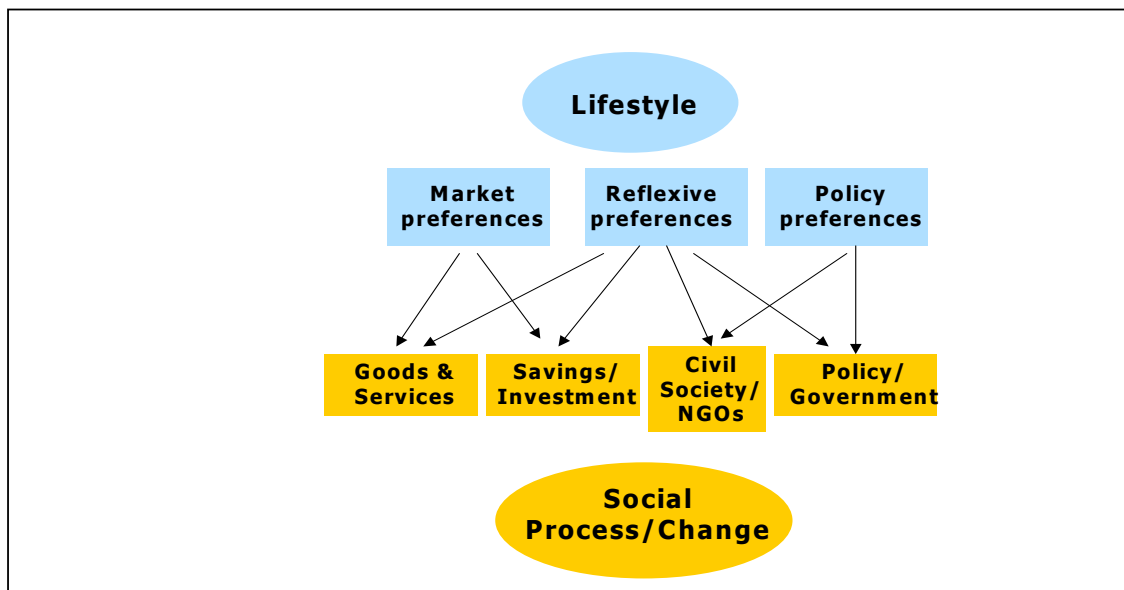 Lifestyle
Market
preferences
Reflexive
preferences
Policy
preferences
Goods &
Services
Savings/
Investment
Civil
Society/
NGOs
Policy/
Government
Social
Process/Change